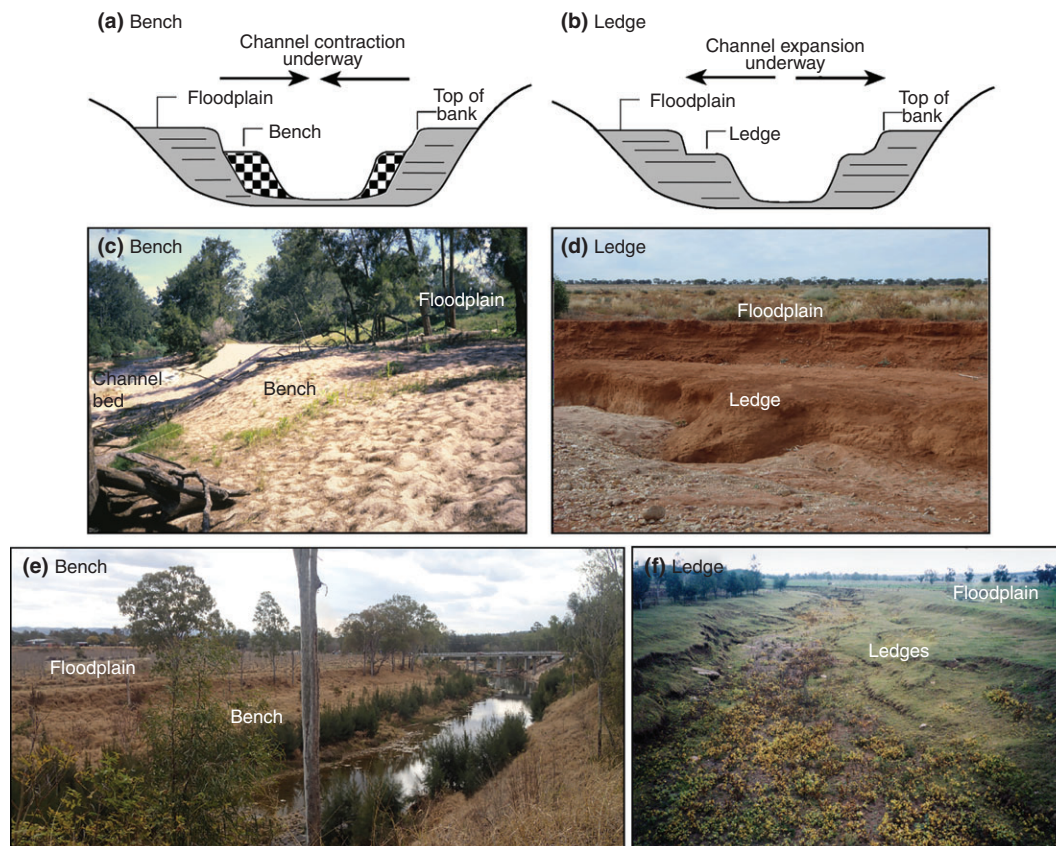 (a) Bench
Channel contraction
underway
Floodplain
Bench
Top of
bank
(b) Ledge
Channel expansion
underway
Floodplain
Ledge
Top of
bank
(c) Bench
Floodplain
Channel
bed
Bench
(d) Ledge
Floodplain
Ledge
(e) Bench
Floodplain
Bench
(f) Ledge
Floodplain
Ledges